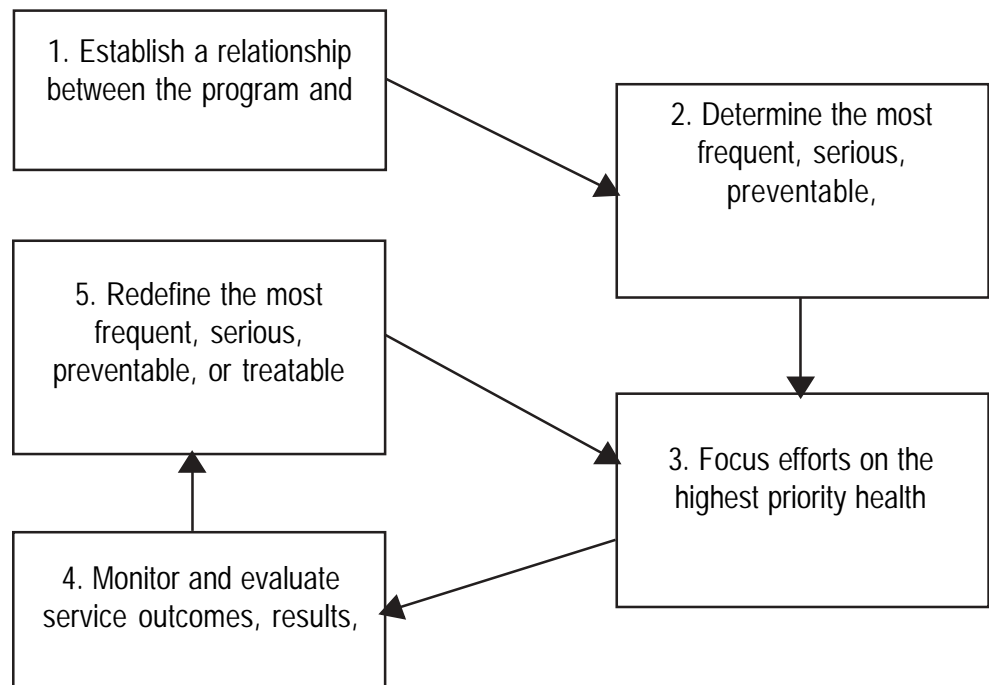 1. Establish a relationship
between the program and
2. Determine the most
frequent, serious,
preventable,
5. Redefine the most
frequent, serious,
preventable, or treatable
3. Focus efforts on the
highest priority health
4. Monitor and evaluate
service outcomes, results,